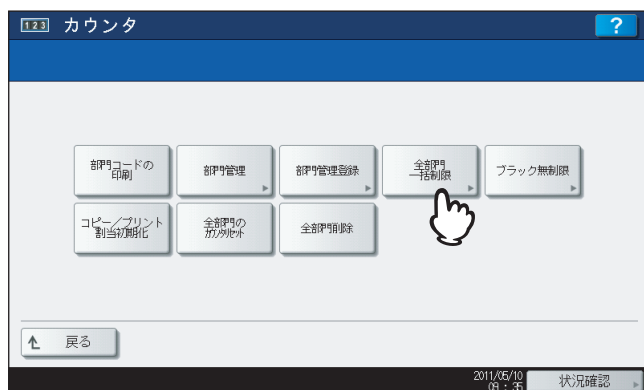 123 カウンタ
?
部門コードの
印刷
部門管理
部門管理登録
全部門
一括制限
ブラック無制限
コピー/プリント
割当初期化
全部門の
カウンタリセット
全部門削除
戻る
2011/05/10
09 : 35
状況確認